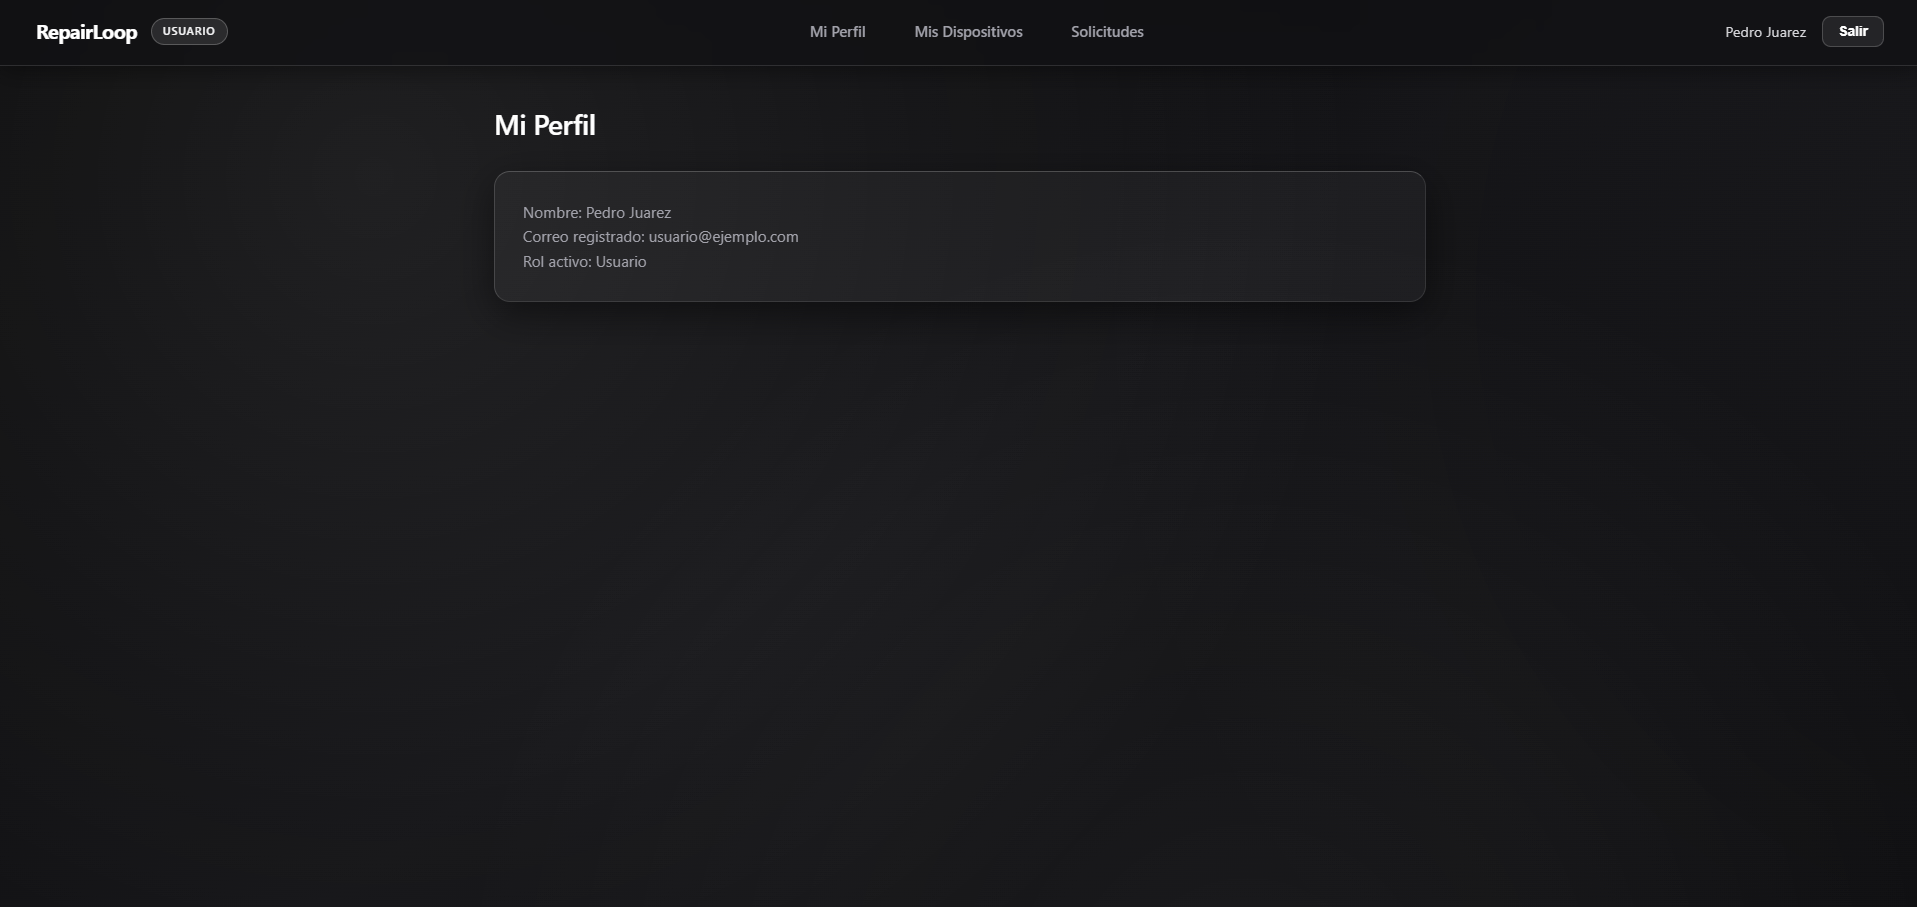 RepairLoop USUARIO Mi Perfil Mis Dispositivos Solicitudes Pedro Juarez Salir
Mi Perfil
Nombre: Pedro Juarez
Correo registrado: usuario@ejemplo.com
Rol activo: Usuario